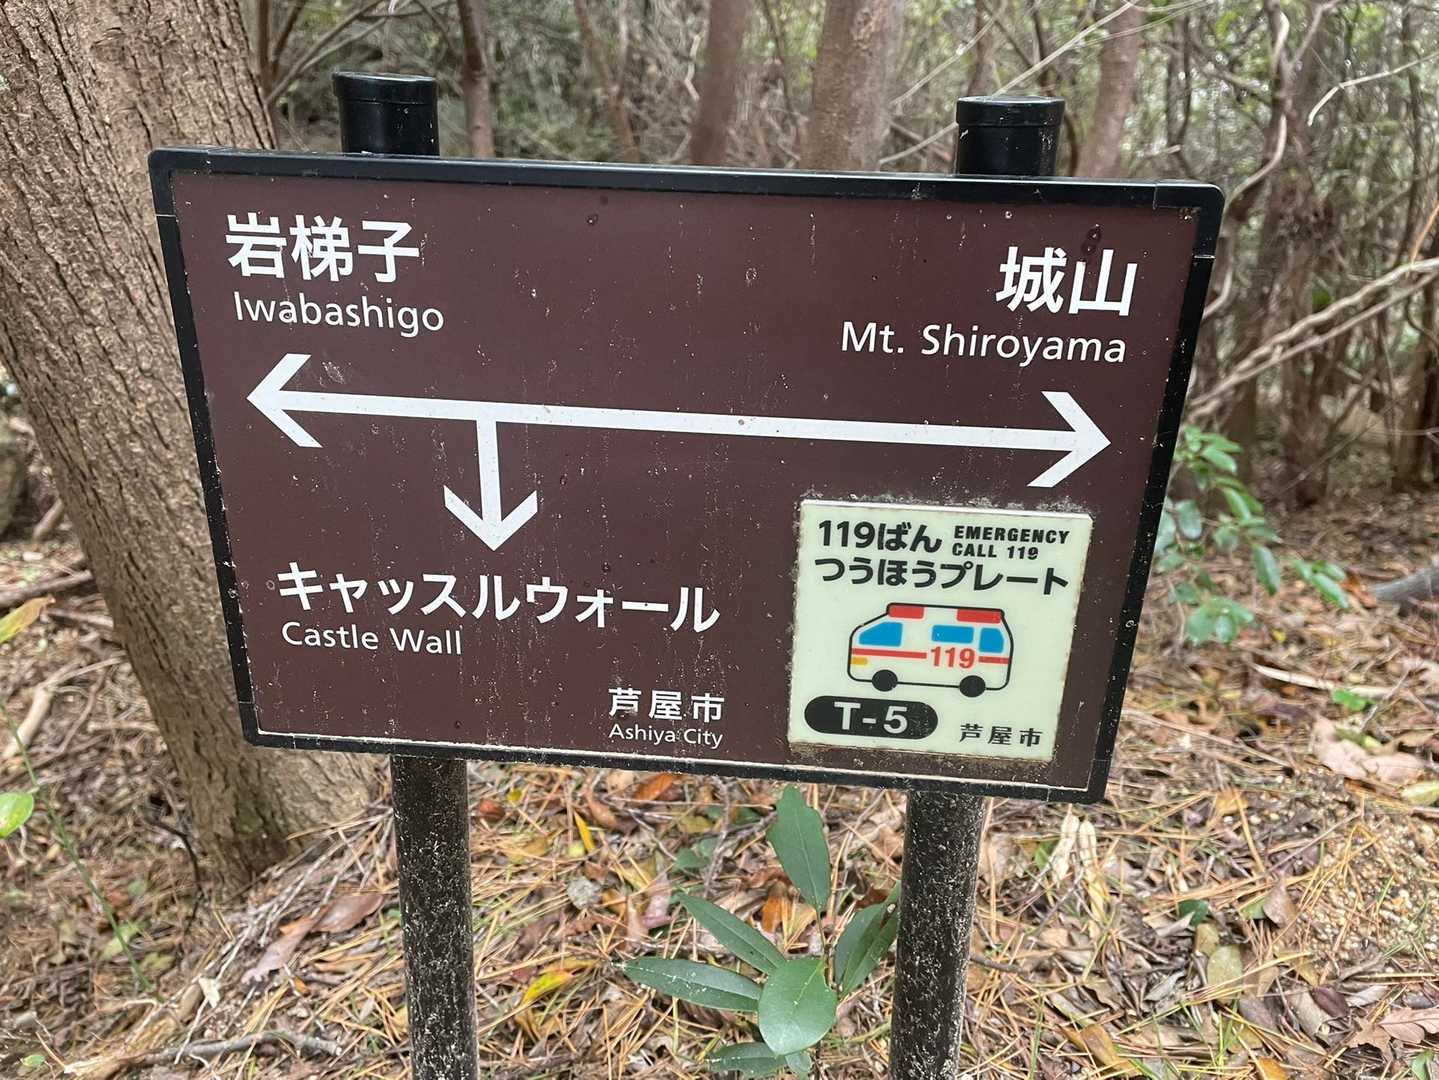 岩梯子
Iwabashigo
城山
Mt. Shiroyama
キャッスルウォール
Castle Wall
芦屋市
Ashiya City
119ばん EMERGENCY CALL 119
つうほうプレート
119
T-5
芦屋市